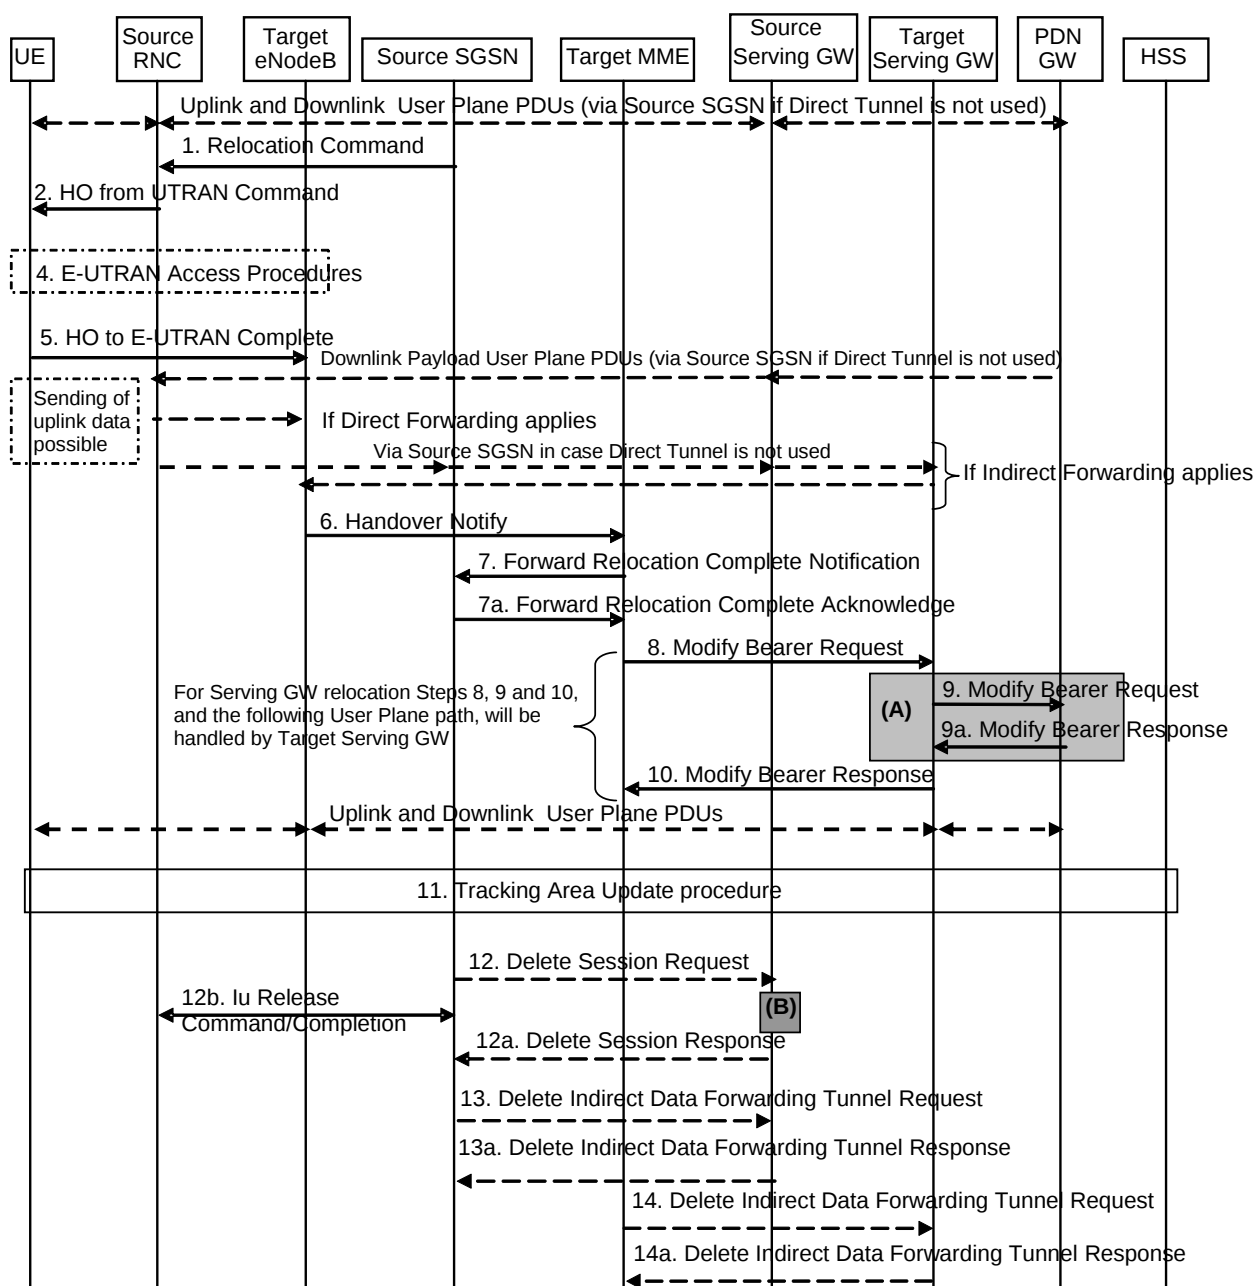 UE
Source
RNC
Target
eNodeB
Source SGSN
Target MME
Source
Serving GW
Target
Serving GW
PDN
GW
HSS
Uplink and Downlink User Plane PDUs (via Source SGSN if Direct Tunnel is not used)
1. Relocation Command
2. HO from UTRAN Command
4. E-UTRAN Access Procedures
5. HO to E-UTRAN Complete
Downlink Payload User Plane PDUs (via Source SGSN if Direct Tunnel is not used)
Sending of
uplink data
possible
If Direct Forwarding applies
Via Source SGSN in case Direct Tunnel is not used
If Indirect Forwarding applies
6. Handover Notify
7. Forward Relocation Complete Notification
7a. Forward Relocation Complete Acknowledge
8. Modify Bearer Request
For Serving GW relocation Steps 8, 9 and 10,
and the following User Plane path, will be
handled by Target Serving GW
(A)
9. Modify Bearer Request
9a. Modify Bearer Response
10. Modify Bearer Response
Uplink and Downlink User Plane PDUs
11. Tracking Area Update procedure
12. Delete Session Request
(B)
12b. Iu Release
Command/Completion
12a. Delete Session Response
13. Delete Indirect Data Forwarding Tunnel Request
13a. Delete Indirect Data Forwarding Tunnel Response
14. Delete Indirect Data Forwarding Tunnel Request
14a. Delete Indirect Data Forwarding Tunnel Response